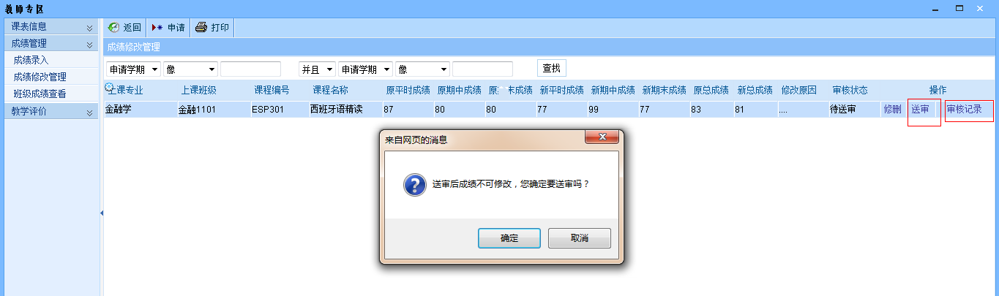 教师专区
课表信息
成绩管理
成绩录入
成绩修改管理
班级成绩查看
教学评价
返回 申请 打印
成绩修改管理
申请学期 像 并且 申请学期 像 查找
上课专业 上课班级 课程编号 课程名称 原平时成绩 原期中成绩 原 末成绩 新平时成绩 新期中成绩 新期末成绩 原总成绩 新总成绩 修改原因 审核状态 操作
金融学 金融1101 ESP301 西班牙语精读 87 80 80 77 99 77 83 81 .... 待送审 修删 送审 审核记录
来自网页的消息
送审后成绩不可修改，您确定要送审吗？
确定 取消